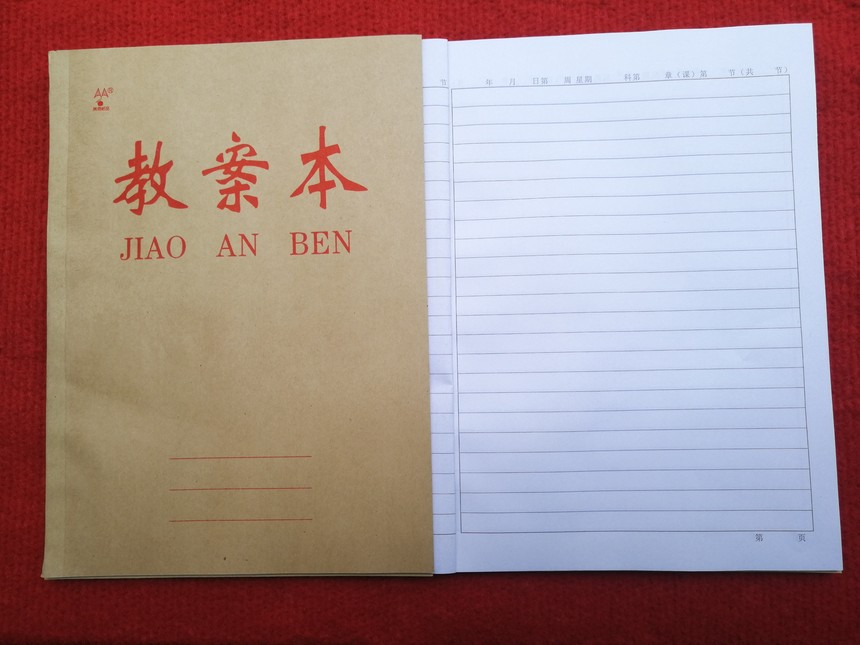 AA
教案本
JIAO AN BEN
节
年 月 日第 周 星期 科第 章（课）第 节（共 节）
第 页